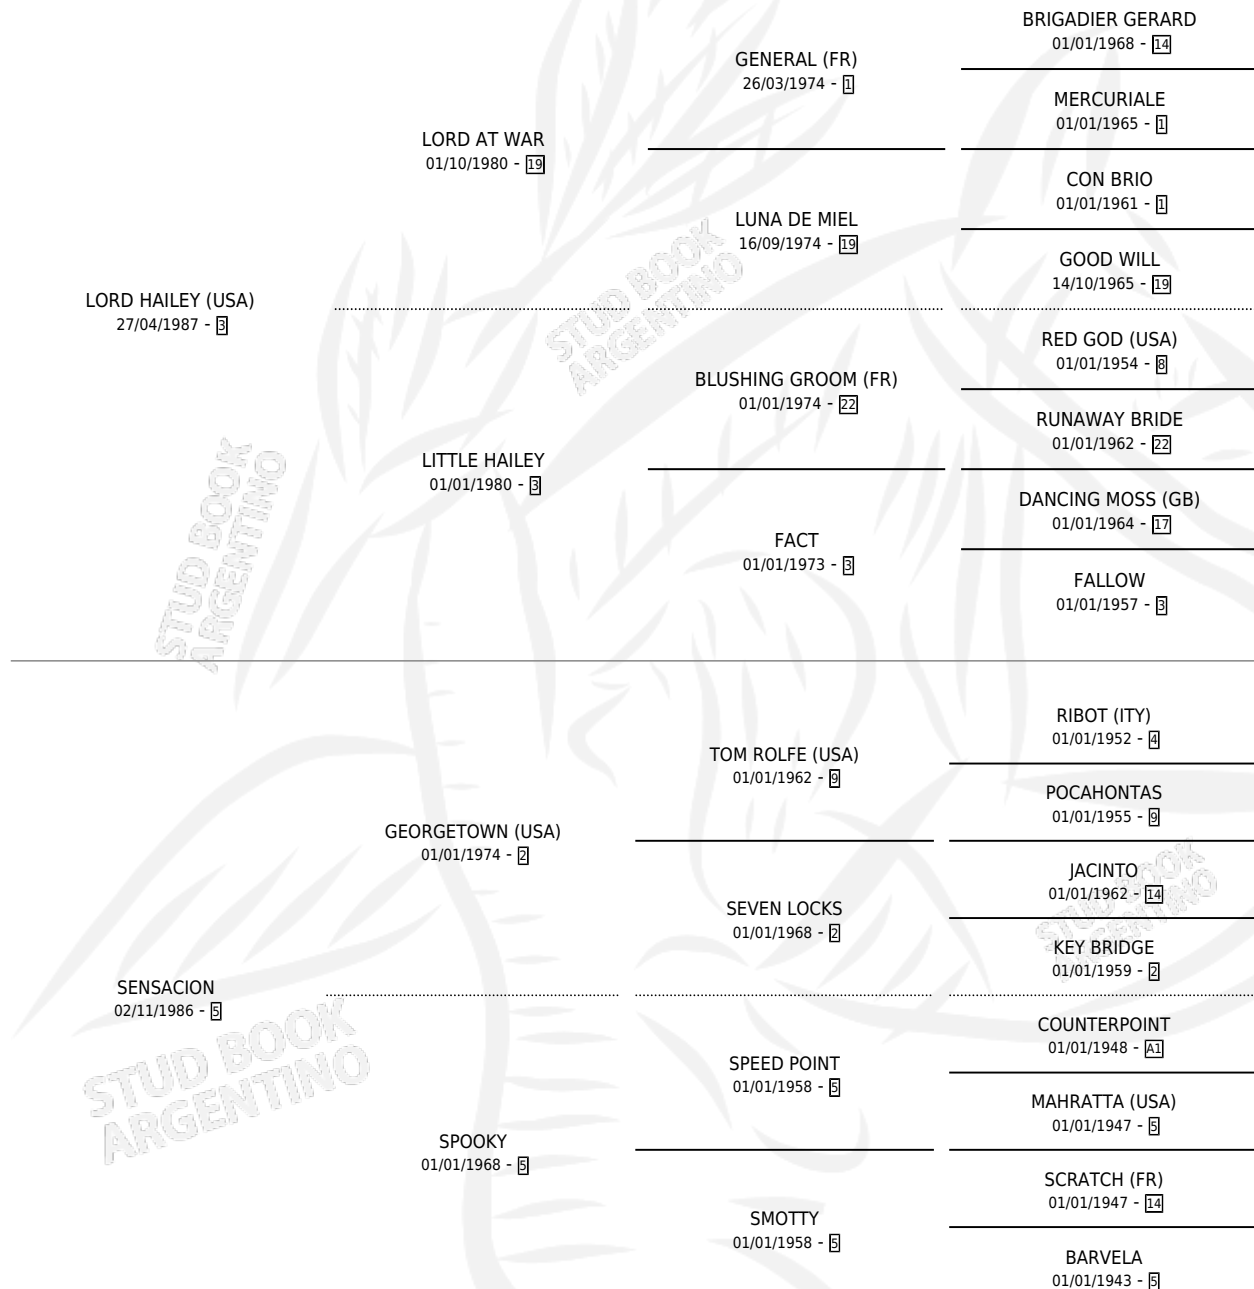 BRIGADIER GERARD
01/01/1968 - 14
GENERAL (FR)
26/03/1974 - 1
MERCURIALE
01/01/1965 - 1
LORD AT WAR
01/10/1980 - 19
CON BRIO
01/01/1961 - 1
LUNA DE MIEL
16/09/1974 - 19
GOOD WILL
14/10/1965 - 19
LORD HAILEY (USA)
27/04/1987 - 3
RED GOD (USA)
01/01/1954 - 8
BLUSHING GROOM (FR)
01/01/1974 - 22
RUNAWAY BRIDE
01/01/1962 - 22
LITTLE HAILEY
01/01/1980 - 3
DANCING MOSS (GB)
01/01/1964 - 17
FACT
01/01/1973 - 3
FALLOW
01/01/1957 - 3
STUD BOOK
ARGENTINO
STUD BOOK
ARGENTINO
RIBOT (ITY)
01/01/1952 - 4
TOM ROLFE (USA)
01/01/1962 - 9
POCAHONTAS
01/01/1955 - 9
GEORGETOWN (USA)
01/01/1974 - 2
JACINTO
01/01/1962 - 14
SEVEN LOCKS
01/01/1968 - 2
KEY BRIDGE
01/01/1959 - 2
STUD BOOK
ARGENTINO
SENSACION
02/11/1986 - 5
COUNTERPOINT
01/01/1948 - A1
SPEED POINT
01/01/1958 - 5
MAHRATTA (USA)
01/01/1947 - 5
STUD BOOK
ARGENTINO
SPOOKY
01/01/1968 - 5
SCRATCH (FR)
01/01/1947 - 14
SMOTTY
01/01/1958 - 5
BARVELA
01/01/1943 - 5